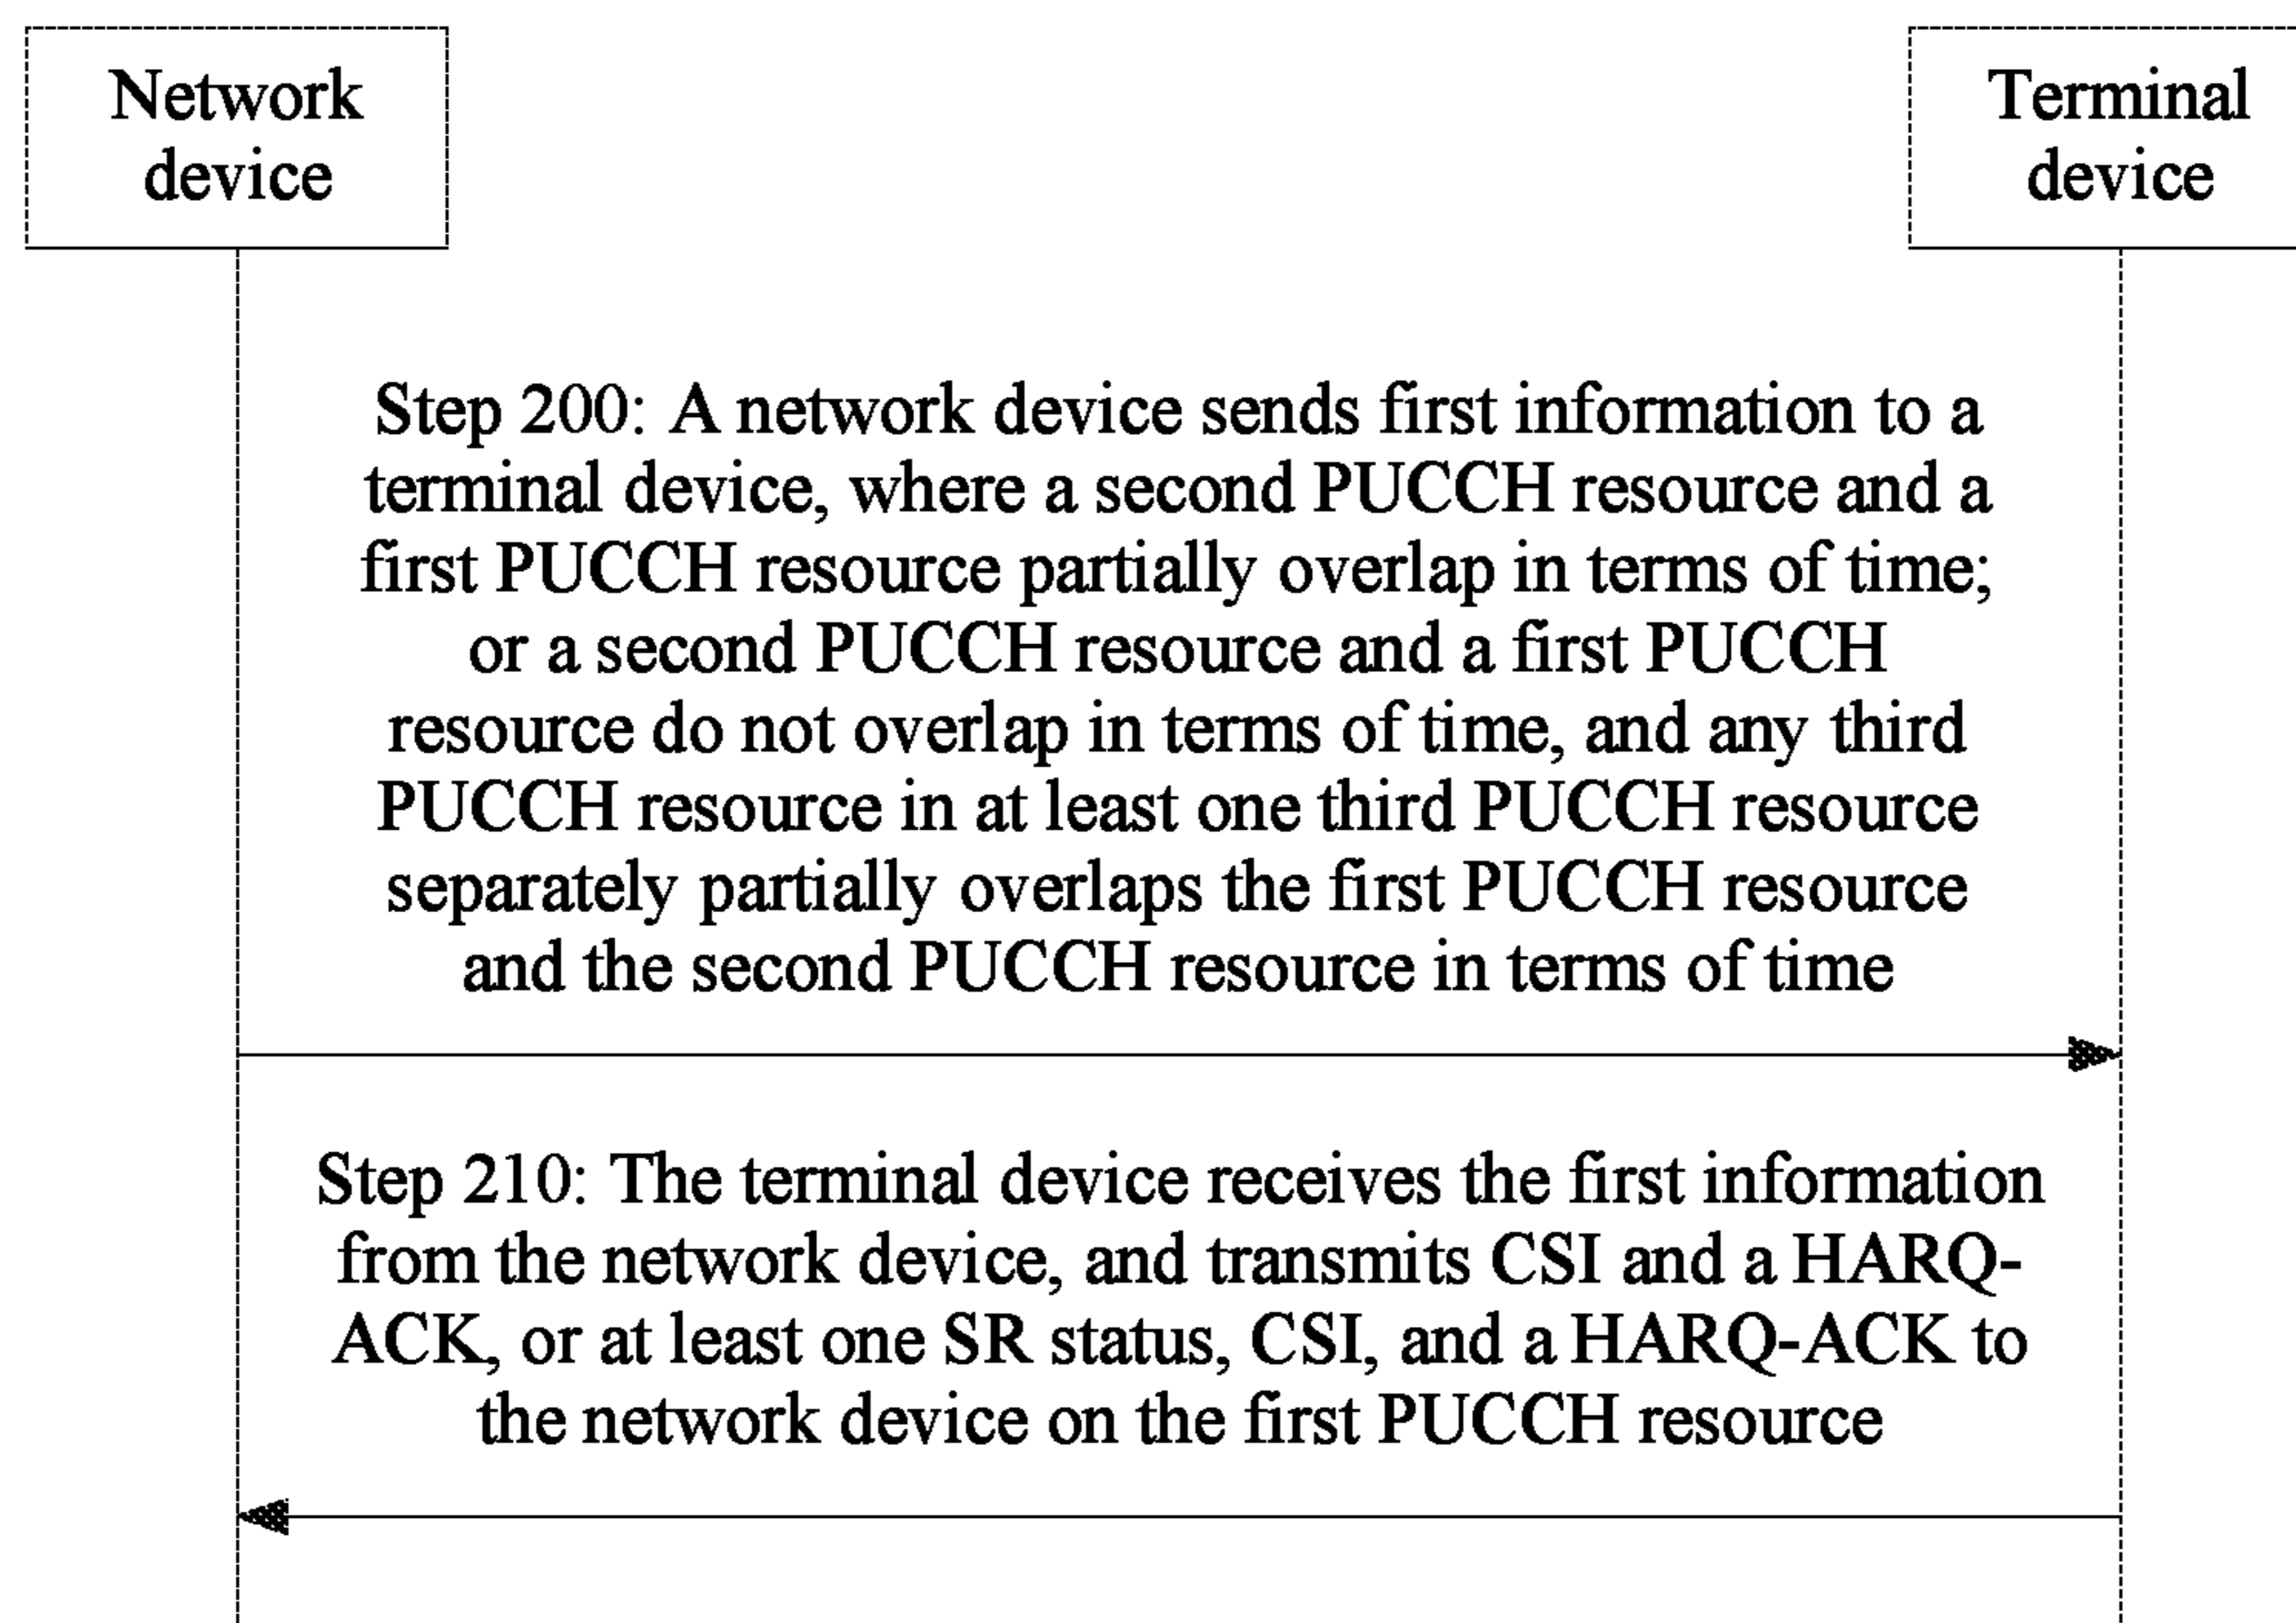 Network
device
Terminal
device
Step 200: A network device sends first information to a
terminal device, where a second PUCCH resource and a
first PUCCH resource partially overlap in terms of time;
or a second PUCCH resource and a first PUCCH
resource do not overlap in terms of time, and any third
PUCCH resource in at least one third PUCCH resource
separately partially overlaps the first PUCCH resource
and the second PUCCH resource in terms of time
Step 210: The terminal device receives the first information
from the network device, and transmits CSI and a HARQ-
ACK, or at least one SR status, CSI, and a HARQ-ACK to
the network device on the first PUCCH resource